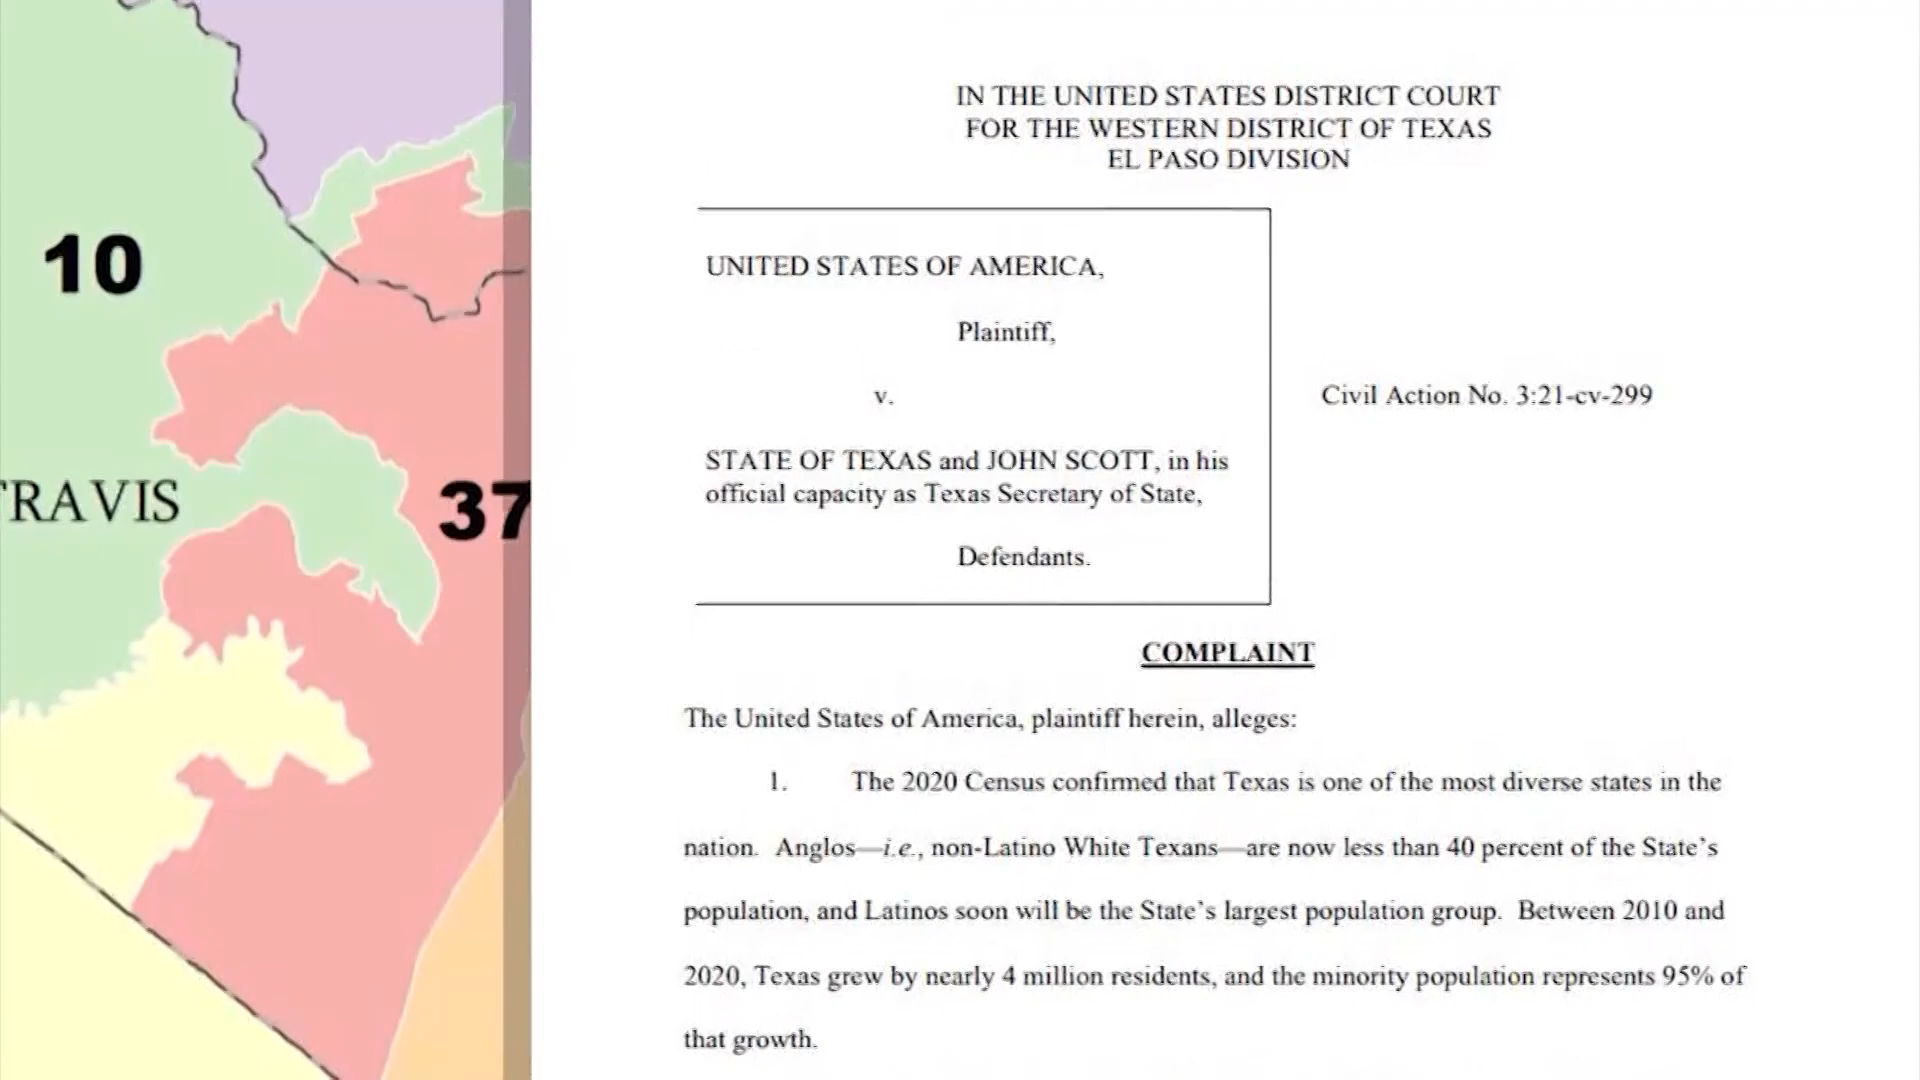 10
TRAVIS
37
IN THE UNITED STATES DISTRICT COURT
FOR THE WESTERN DISTRICT OF TEXAS
EL PASO DIVISION
UNITED STATES OF AMERICA,
Plaintiff,
v.
STATE OF TEXAS and JOHN SCOTT, in his
official capacity as Texas Secretary of State,
Defendants.
Civil Action No. 3:21-cv-299
COMPLAINT
The United States of America, plaintiff herein, alleges:
1. The 2020 Census confirmed that Texas is one of the most diverse states in the
nation. Anglos—i.e., non-Latino White Texans—are now less than 40 percent of the State's
population, and Latinos soon will be the State's largest population group. Between 2010 and
2020, Texas grew by nearly 4 million residents, and the minority population represents 95% of
that growth.